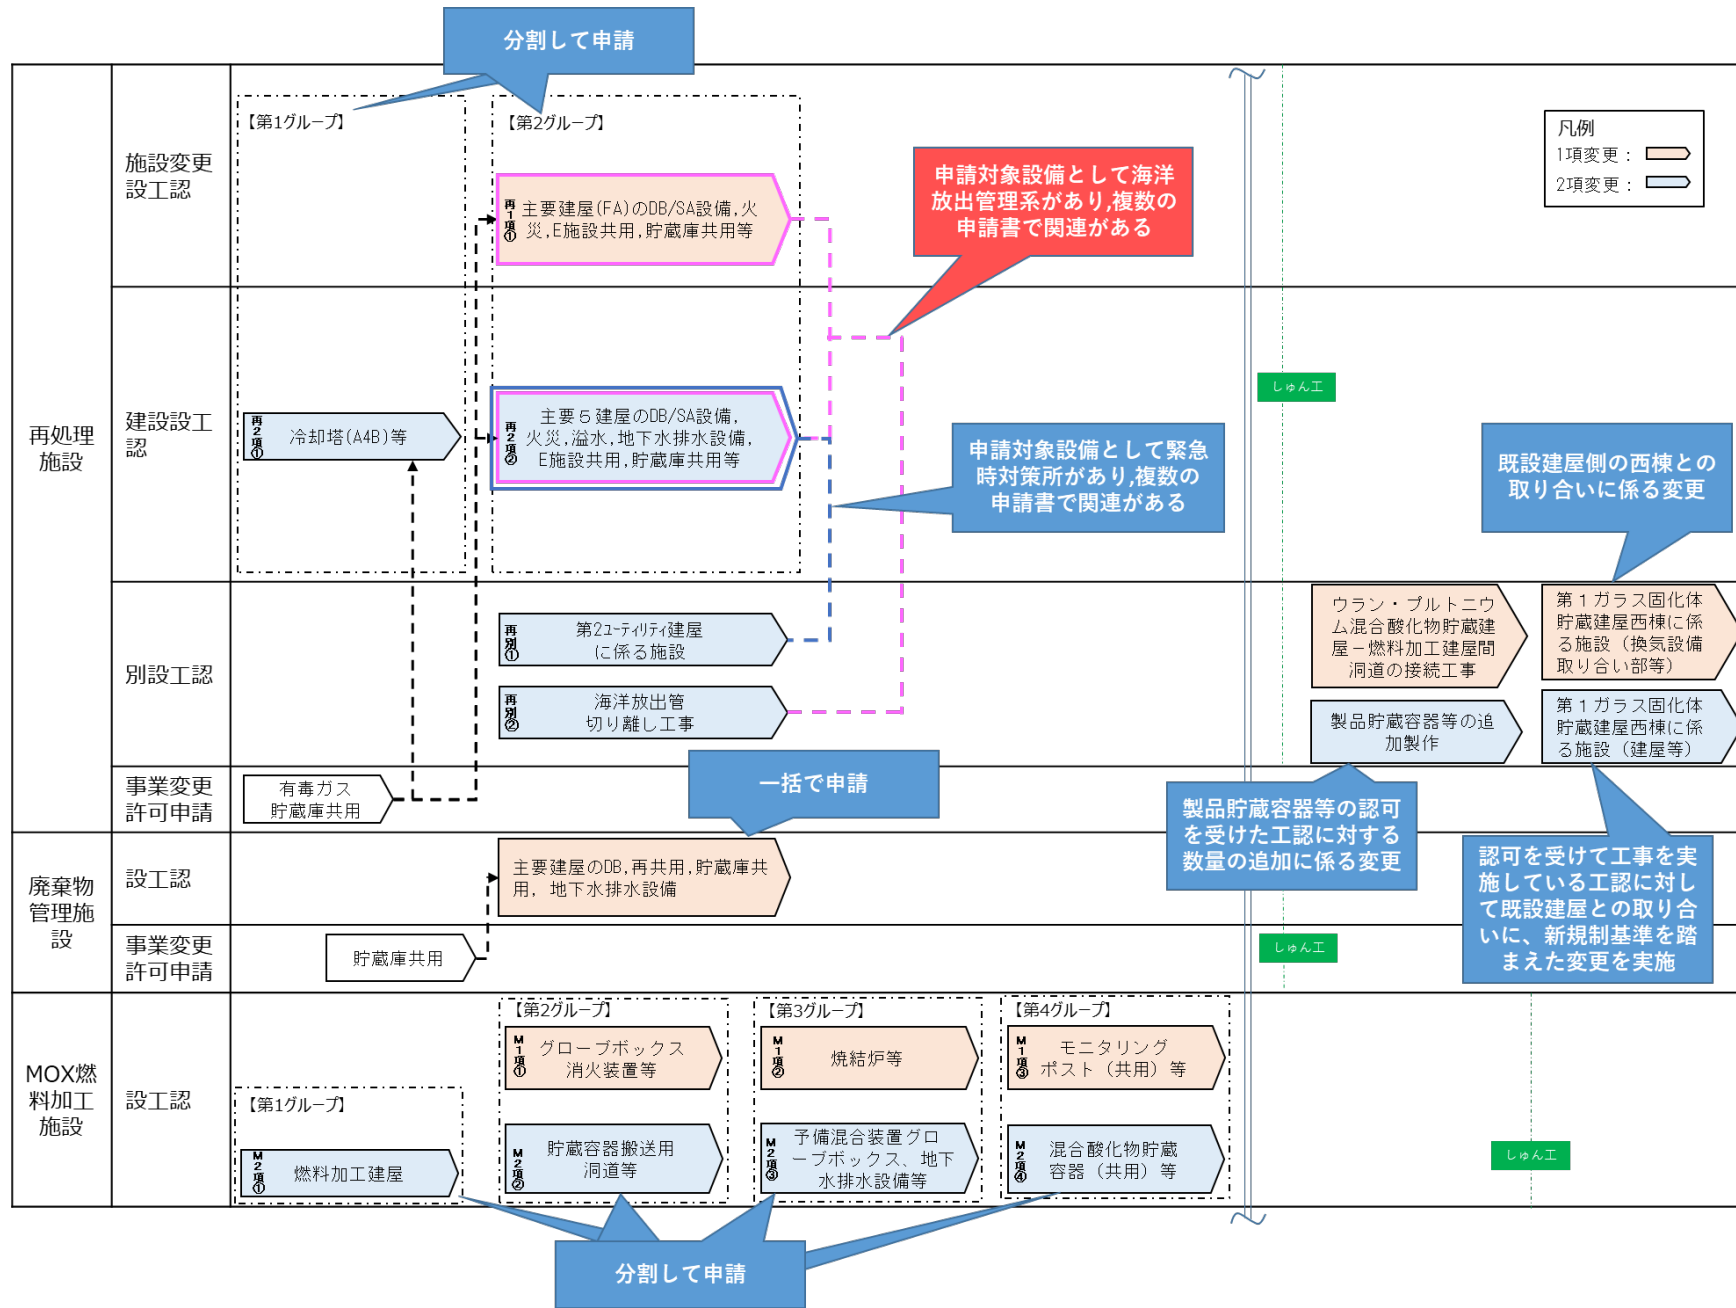 分割して申請
再処理
施設
施設変更
設工認
【第1グループ】
【第2グループ】
再1項①
主要建屋(FA)のDB/SA設備,火
災,E施設共用,貯蔵庫共用等
申請対象設備として海洋
放出管理系があり,複数の
申請書で関連がある
凡例
1項変更：
2項変更：
建設設工
認
再2項①
冷却塔(A4B)等
再2項②
主要５建屋のDB/SA設備,
火災,溢水,地下水排水設備,
E施設共用,貯蔵庫共用等
申請対象設備として緊急
時対策所があり,複数の
申請書で関連がある
しゅん工
既設建屋側の西棟との
取り合いに係る変更
別設工認
再別①
第2ユーティリティ建屋
に係る施設
再別②
海洋放出管
切り離し工事
ウラン・プルトニウ
ム混合酸化物貯蔵建
屋－燃料加工建屋間
洞道の接続工事
第１ガラス固化体
貯蔵建屋西棟に係
る施設（換気設備
取り合い部等）
製品貯蔵容器等の追
加製作
第１ガラス固化体
貯蔵建屋西棟に係
る施設（建屋等）
事業変更
許可申請
有毒ガス
貯蔵庫共用
一括で申請
製品貯蔵容器等の認可
を受けた工認に対する
数量の追加に係る変更
認可を受けて工事を実
施している工認に対し
て既設建屋との取り合
いに、新規制基準を踏
まえた変更を実施
廃棄物
管理施
設
設工認
主要建屋のDB,再共用,貯蔵庫共
用，地下水排水設備
事業変更
許可申請
貯蔵庫共用
しゅん工
MOX燃
料加工
施設
設工認
【第1グループ】
M2項①
燃料加工建屋
【第2グループ】
M1項①
グローブボックス
消火装置等
M2項②
貯蔵容器搬送用
洞道等
【第3グループ】
M1項②
焼結炉等
M2項③
予備混合装置グロ
ーブボックス、地下
水排水設備等
【第4グループ】
M1項③
モニタリング
ポスト（共用）等
M2項④
混合酸化物貯蔵
容器（共用）等
しゅん工
分割して申請